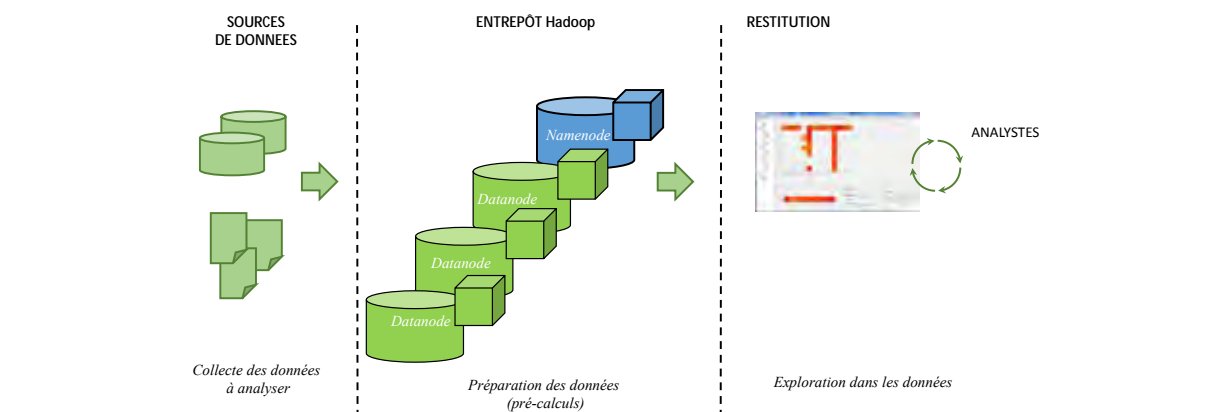 SOURCES
DE DONNEES
ENTREPÔT Hadoop
RESTITUTION
Namenode
Datanode
Datanode
Datanode
ANALYSTES
Collecte des données
à analyser
Préparation des données
(pré-calculs)
Exploration dans les données